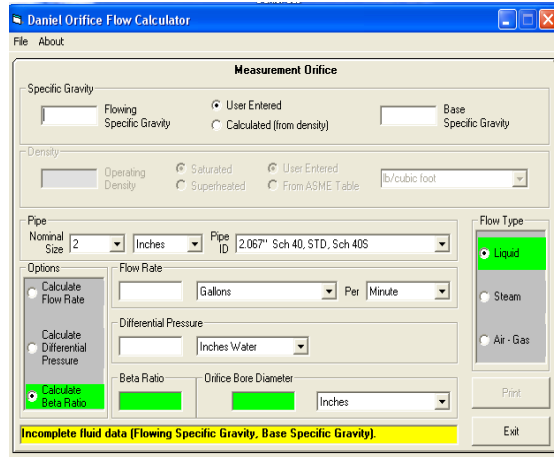 Daniel Orifice Flow Calculator
File About
Measurement Orifice
Specific Gravity
Flowing Specific Gravity
User Entered
Calculated (from density)
Base Specific Gravity
Density
Operating Density
Saturated
Superheated
User Entered
From ASME Table
lb/cubic foot
Pipe
Nominal Size 2 Inches Pipe ID 2.067" Sch 40, STD, Sch 40S
Flow Type
Liquid
Steam
Air - Gas
Options
Calculate Flow Rate
Calculate Differential Pressure
Calculate Beta Ratio
Flow Rate
Gallons Per Minute
Differential Pressure
Inches Water
Beta Ratio
Orifice Bore Diameter
Inches
Print
Exit
Incomplete fluid data (Flowing Specific Gravity, Base Specific Gravity).